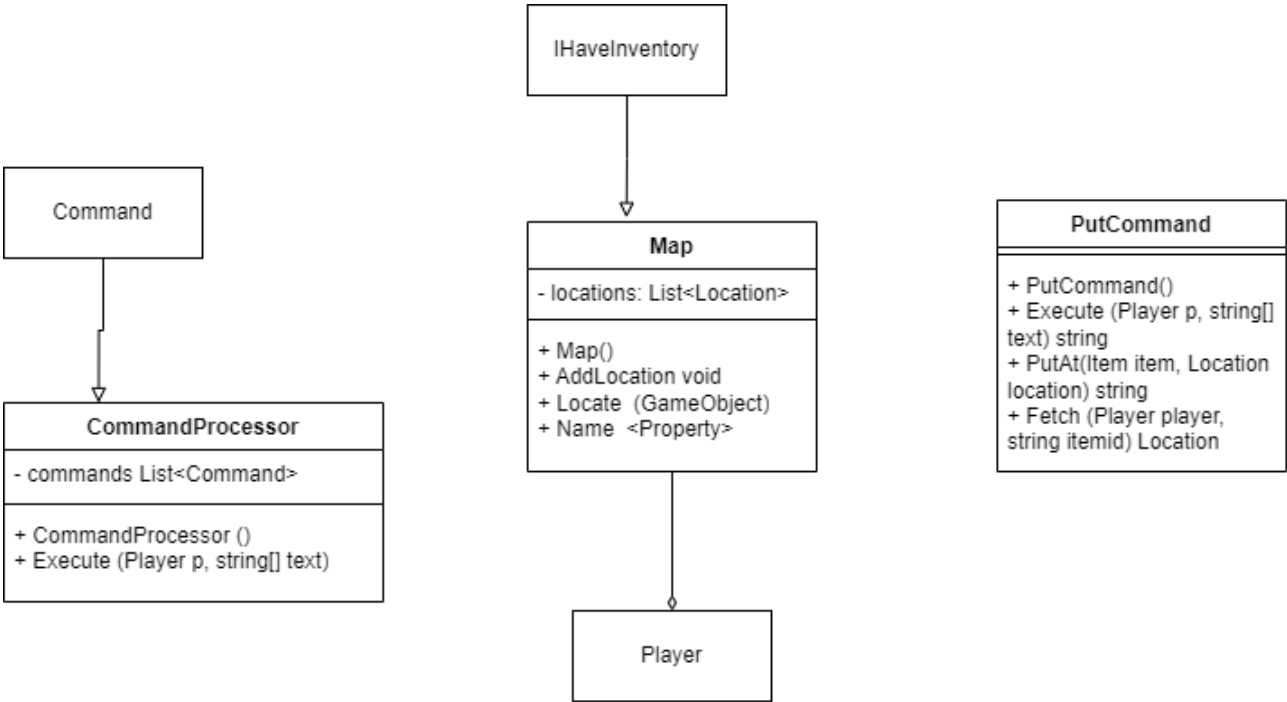 IHaveInventory
Command
CommandProcessor
- commands List<Command>
+ CommandProcessor ()
+ Execute (Player p, string[] text)
Map
- locations: List<Location>
+ Map()
+ AddLocation void
+ Locate (GameObject)
+ Name <Property>
Player
PutCommand
+ PutCommand()
+ Execute (Player p, string[]
text) string
+ PutAt(Item item, Location
location) string
+ Fetch (Player player,
string itemid) Location